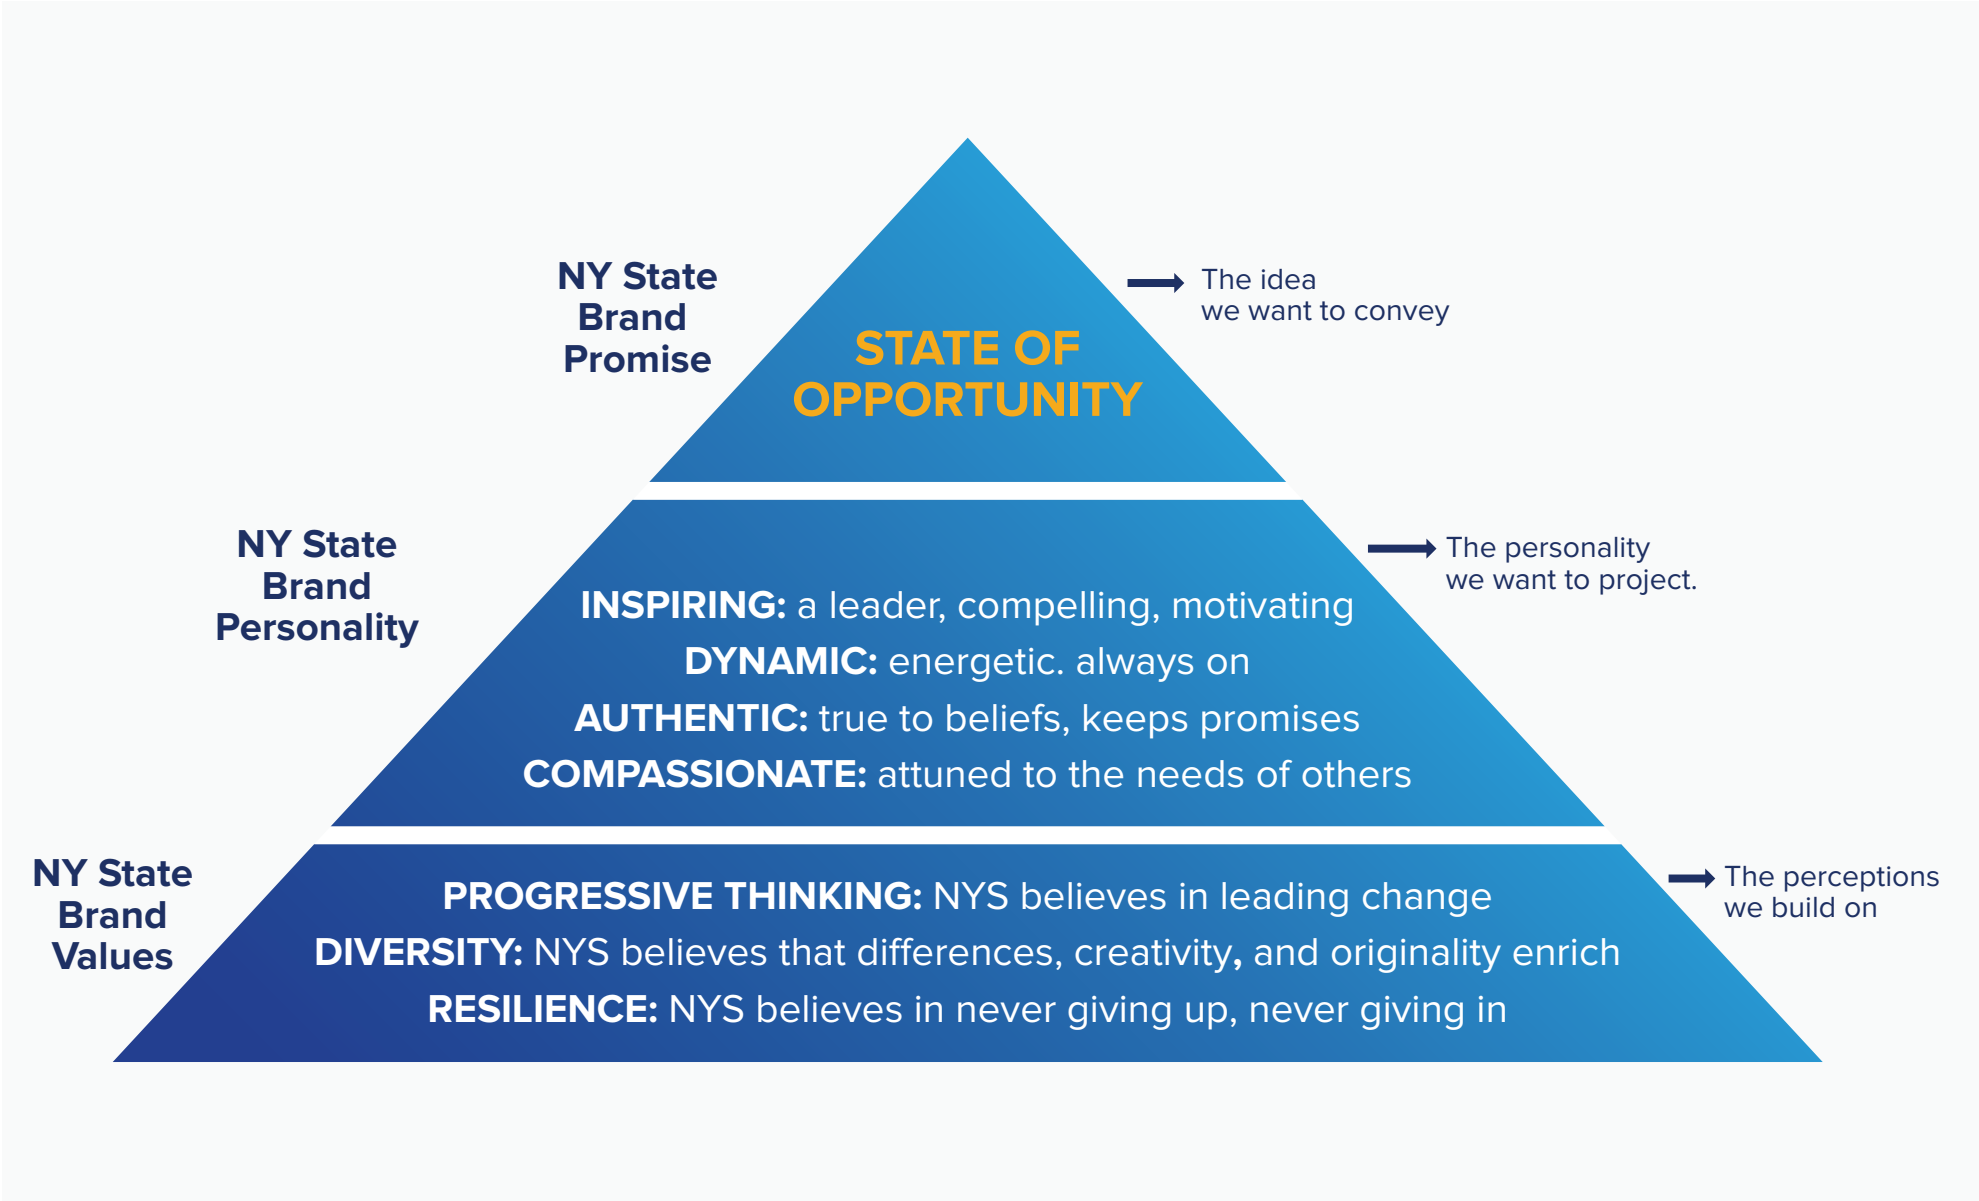 NY State
Brand
Promise
STATE OF
OPPORTUNITY
The idea
we want to convey
NY State
Brand
Personality
INSPIRING: a leader, compelling, motivating
DYNAMIC: energetic. always on
AUTHENTIC: true to beliefs, keeps promises
COMPASSIONATE: attuned to the needs of others
The personality
we want to project.
NY State
Brand
Values
PROGRESSIVE THINKING: NYS believes in leading change
DIVERSITY: NYS believes that differences, creativity, and originality enrich
RESILIENCE: NYS believes in never giving up, never giving in
The perceptions
we build on